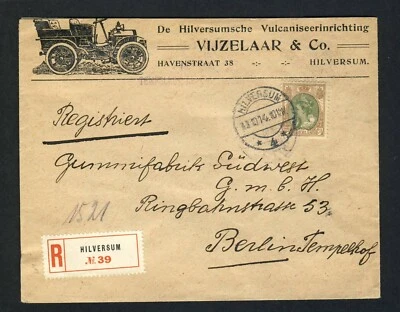 De Hilversumsche Vulcaniseerinrichting
VIJZELAAR & Co.
HAVENSTRAAT 38 -:- -:- HILVERSUM.
HILVERSUM
Registriert
Gummifabrik Südwest
G.m.b.H.
Ringbahnstrasse 53
Berlin Tempelhof
1521
R HILVERSUM
№ 39